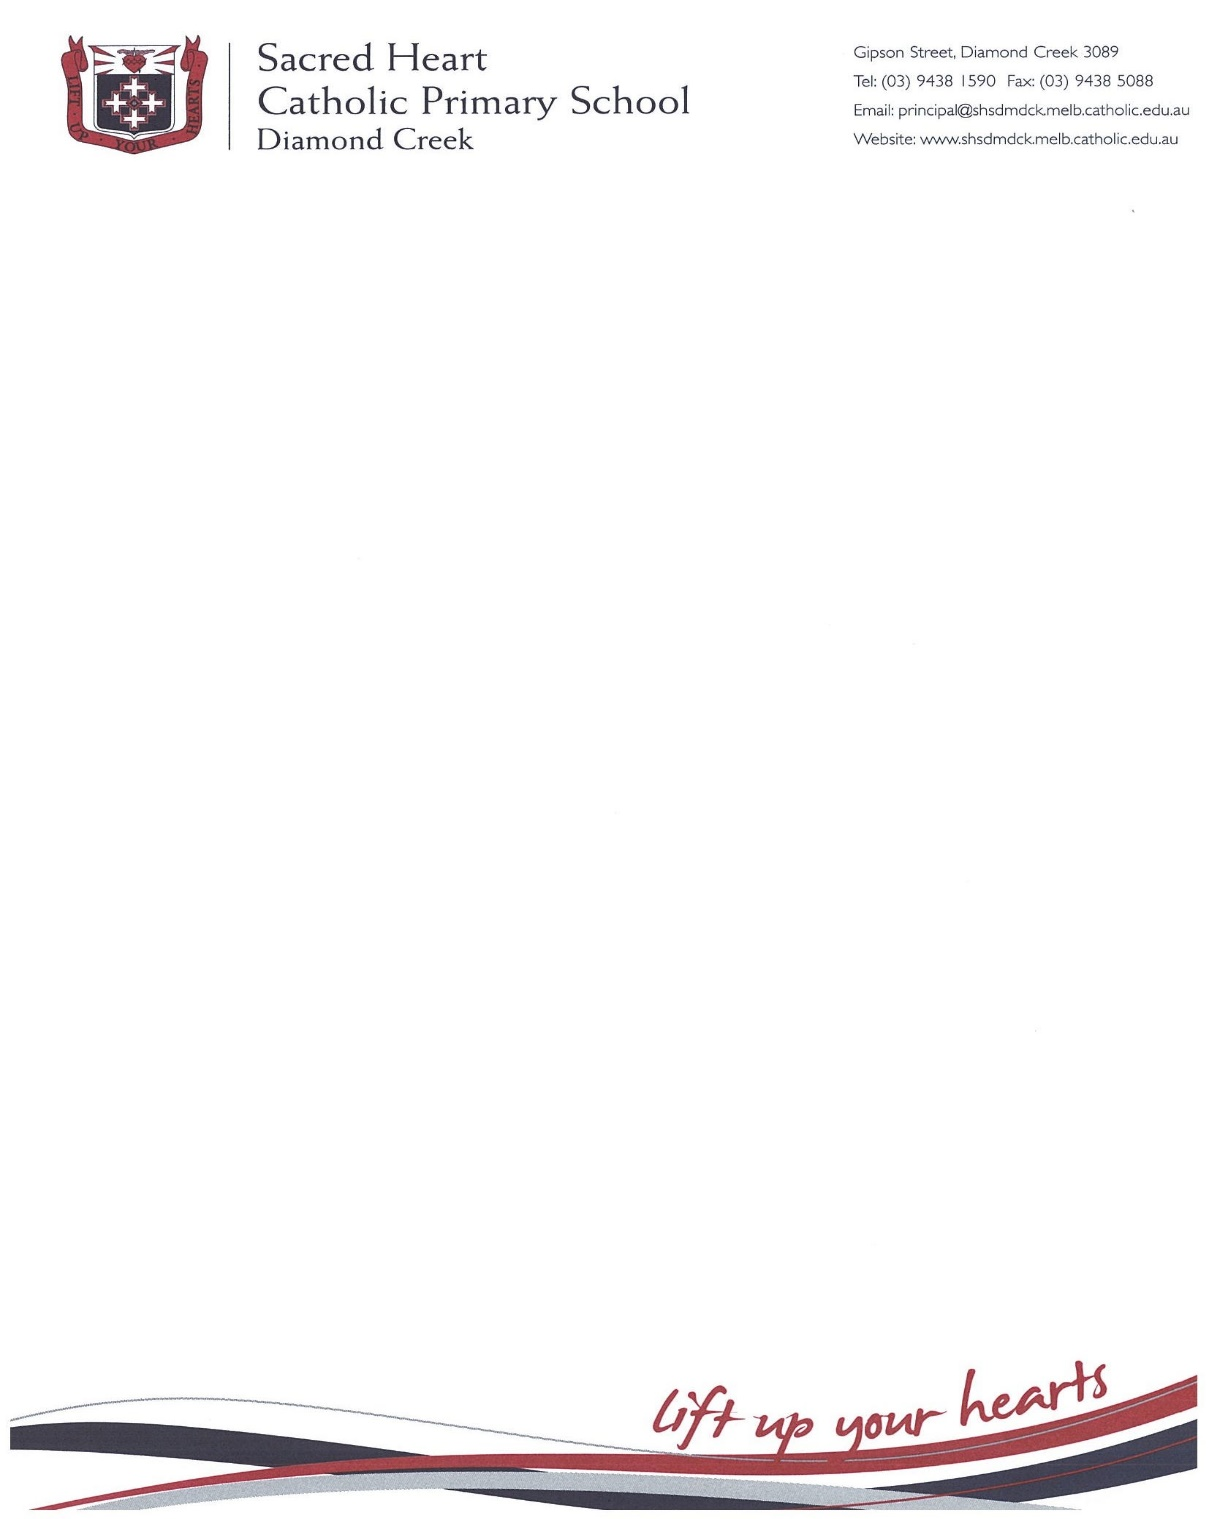 LIFT UP YOUR HEARTS
Sacred Heart
Catholic Primary School
Diamond Creek
Gipson Street, Diamond Creek 3089
Tel: (03) 9438 1590 Fax: (03) 9438 5088
Email: principal@shsdmdck.melb.catholic.edu.au
Website: www.shsdmdck.melb.catholic.edu.au
lift up your hearts